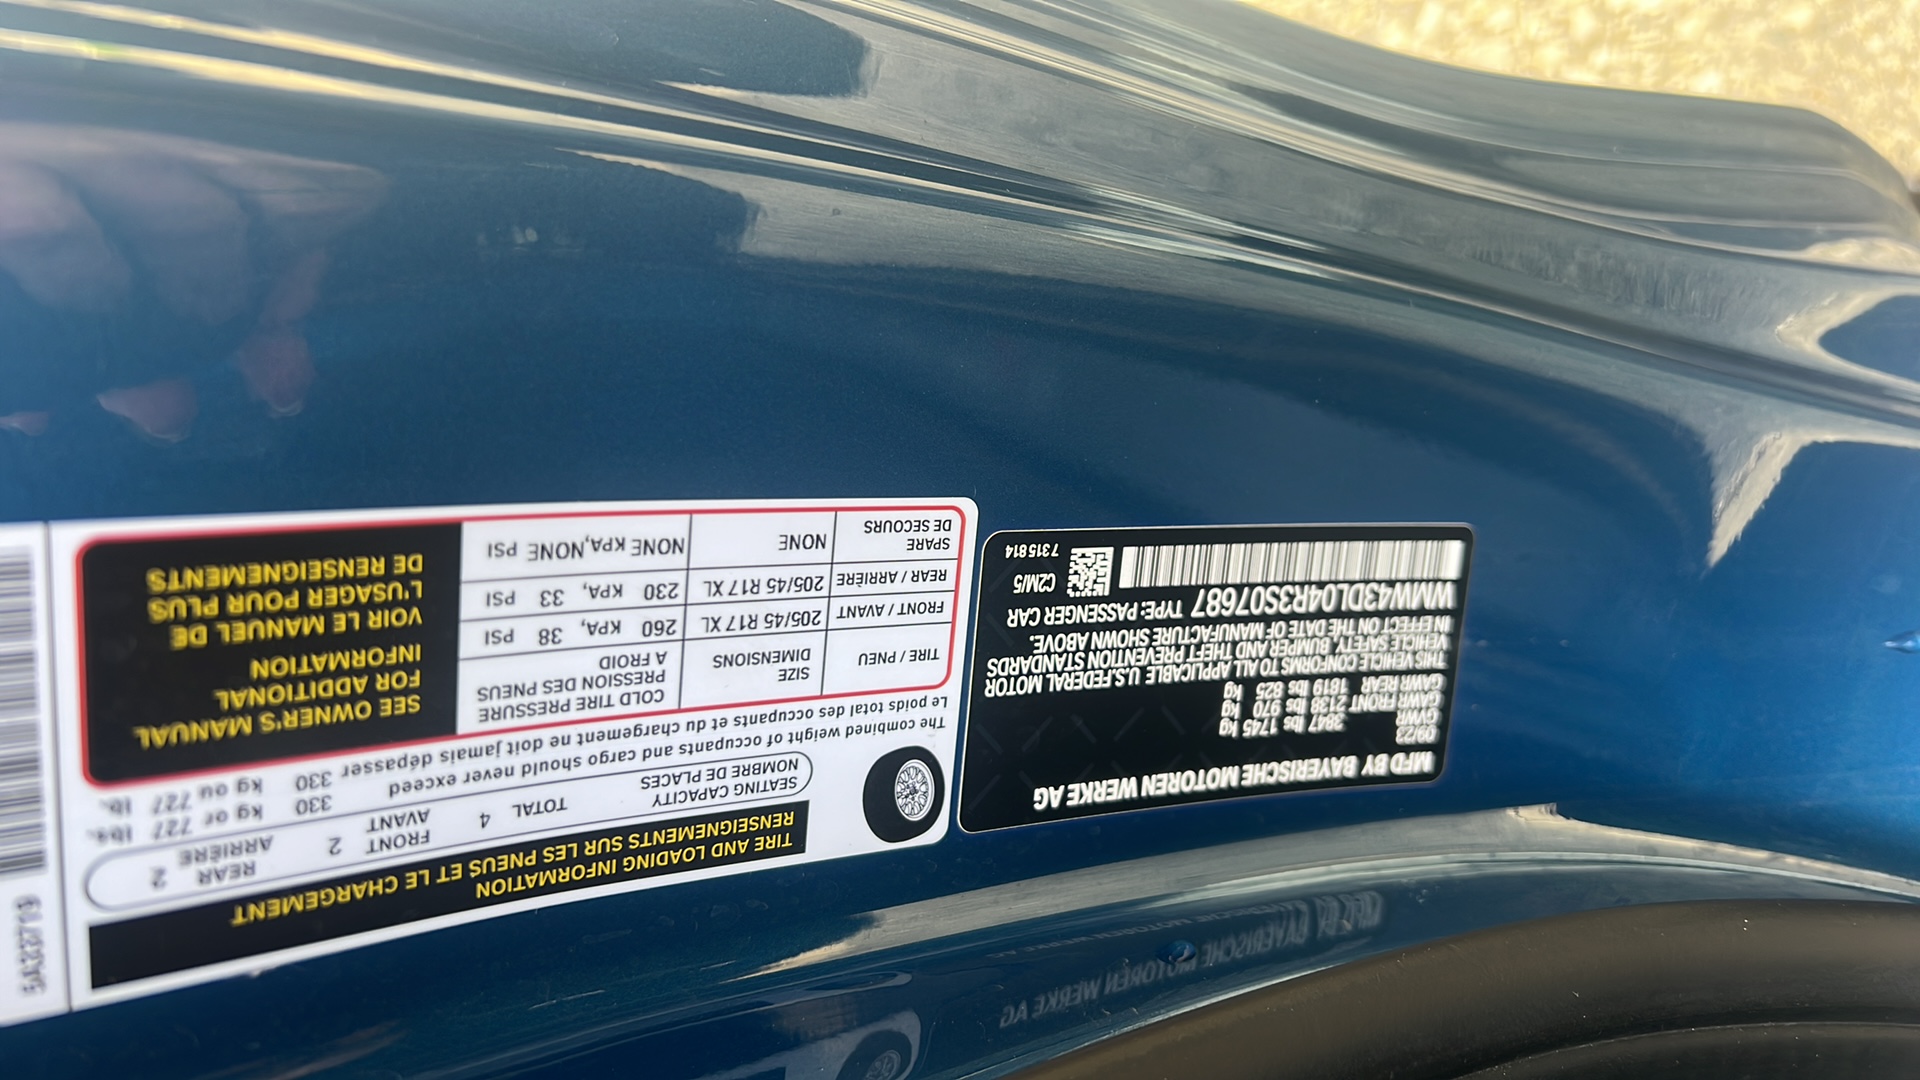 MFD BY BAYERISCHE MOTOREN WERKE AG
09/23
GVWR 3847 lbs 1745 kg
GAWR FRONT 2138 lbs 970 kg
GAWR REAR 1819 lbs 825 kg
THIS VEHICLE CONFORMS TO ALL APPLICABLE U.S.FEDERAL MOTOR
VEHICLE SAFETY, BUMPER AND THEFT PREVENTION STANDARDS
IN EFFECT ON THE DATE OF MANUFACTURE SHOWN ABOVE.
WMW43DL04R3S07687 TYPE: PASSENGER CAR
C2M/5
7315814
TIRE AND LOADING INFORMATION
RENSEIGNEMENTS SUR LES PNEUS ET LE CHARGEMENT
SEATING CAPACITY
NOMBRE DE PLACES
TOTAL 4
FRONT
AVANT 2
REAR
ARRIÈRE 2
The combined weight of occupants and cargo should never exceed 330 kg or 727 lbs.
Le poids total des occupants et du chargement ne doit jamais dépasser 330 kg ou 727 lb.
TIRE / PNEU
SIZE
DIMENSIONS
COLD TIRE PRESSURE
PRESSION DES PNEUS
A FROID
FRONT / AVANT 205/45 R17 XL 260 KPA, 38 PSI
REAR / ARRIÈRE 205/45 R17 XL 230 KPA, 33 PSI
SPARE
DE SECOURS
NONE NONE KPA, NONE PSI
SEE OWNER'S MANUAL
FOR ADDITIONAL
INFORMATION
VOIR LE MANUEL DE
L'USAGER POUR PLUS
DE RENSEIGNEMENTS